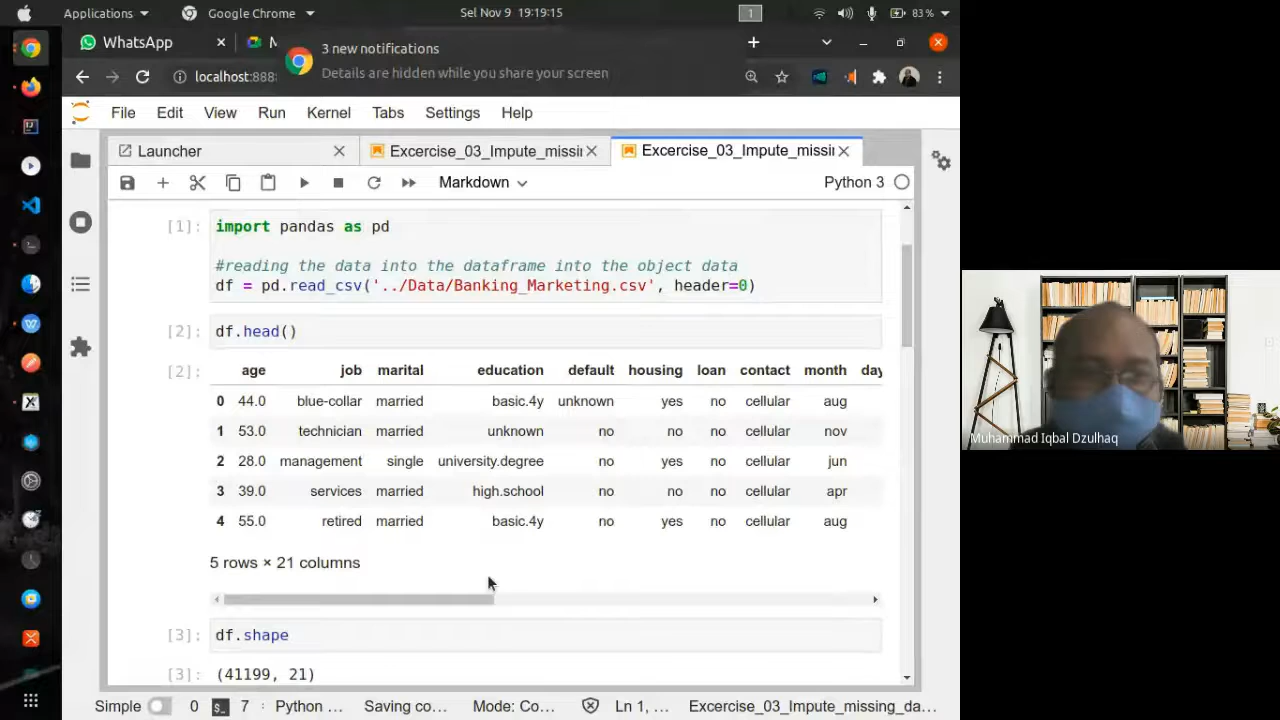 Applications
Google Chrome
Sel Nov 9 19:19:15
1
83 %
WhatsApp
3 new notifications
Details are hidden while you share your screen
localhost:888
File Edit View Run Kernel Tabs Settings Help
Launcher
Excercise_03_Impute_missin
Excercise_03_Impute_missin
Markdown
Python 3
[1]: import pandas as pd
#reading the data into the dataframe into the object data
df = pd.read_csv('../Data/Banking_Marketing.csv', header=0)
[2]: df.head()
[2]: age job marital education default housing loan contact month day
0 44.0 blue-collar married basic.4y unknown yes no cellular aug
1 53.0 technician married unknown no no no cellular nov
2 28.0 management single university.degree no yes no cellular jun
3 39.0 services married high.school no no no cellular apr
4 55.0 retired married basic.4y no yes no cellular aug
5 rows × 21 columns
[3]: df.shape
[3]: (41199, 21)
Simple 0 7 Python ... Saving co... Mode: Co... Ln 1, ... Excercise_03_Impute_missing_da...
Muhammad Iqbal Dzulhaq